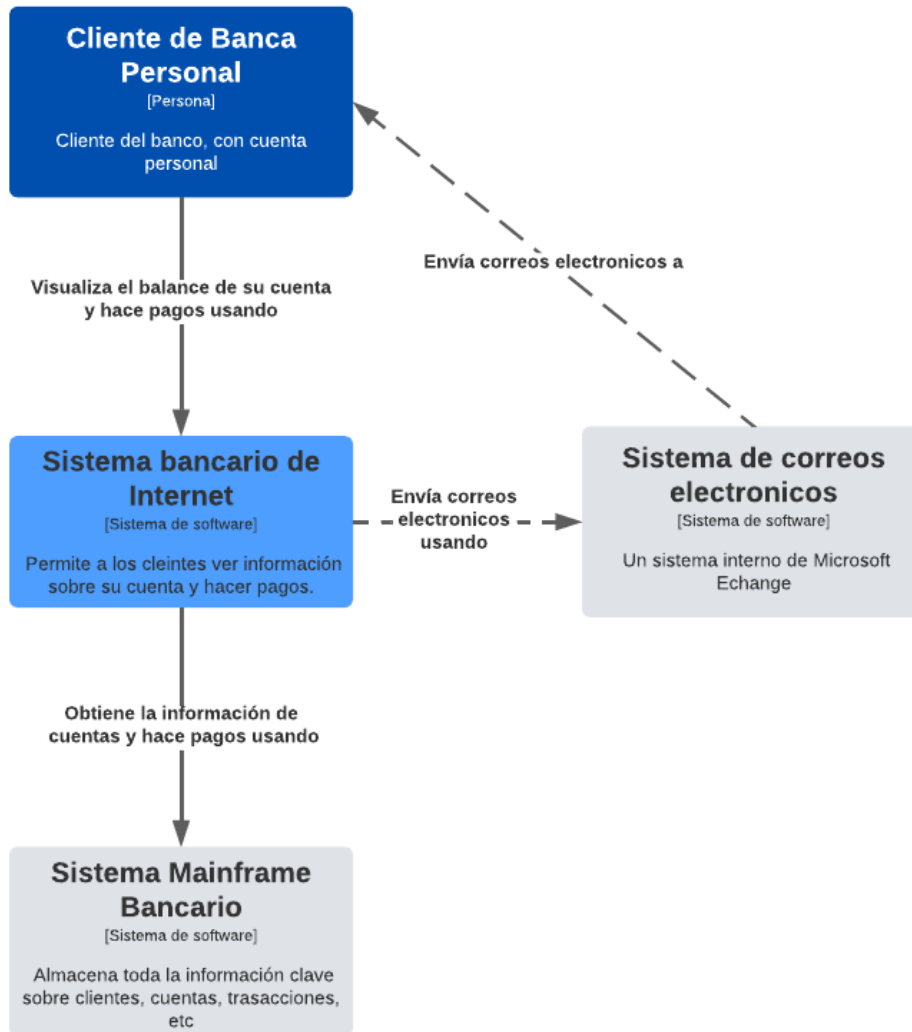 Cliente de Banca
Personal
[Persona]
Cliente del banco, con cuenta
personal
Envía correos electronicos a
Visualiza el balance de su cuenta
y hace pagos usando
Sistema bancario de
Internet
[Sistema de software]
Permite a los cleintes ver información
sobre su cuenta y hacer pagos.
Envía correos
electronicos
usando
Sistema de correos
electronicos
[Sistema de software]
Un sistema interno de Microsoft
Echange
Obtiene la información de
cuentas y hace pagos usando
Sistema Mainframe
Bancario
[Sistema de software]
Almacena toda la información clave
sobre clientes, cuentas, trasacciones,
etc